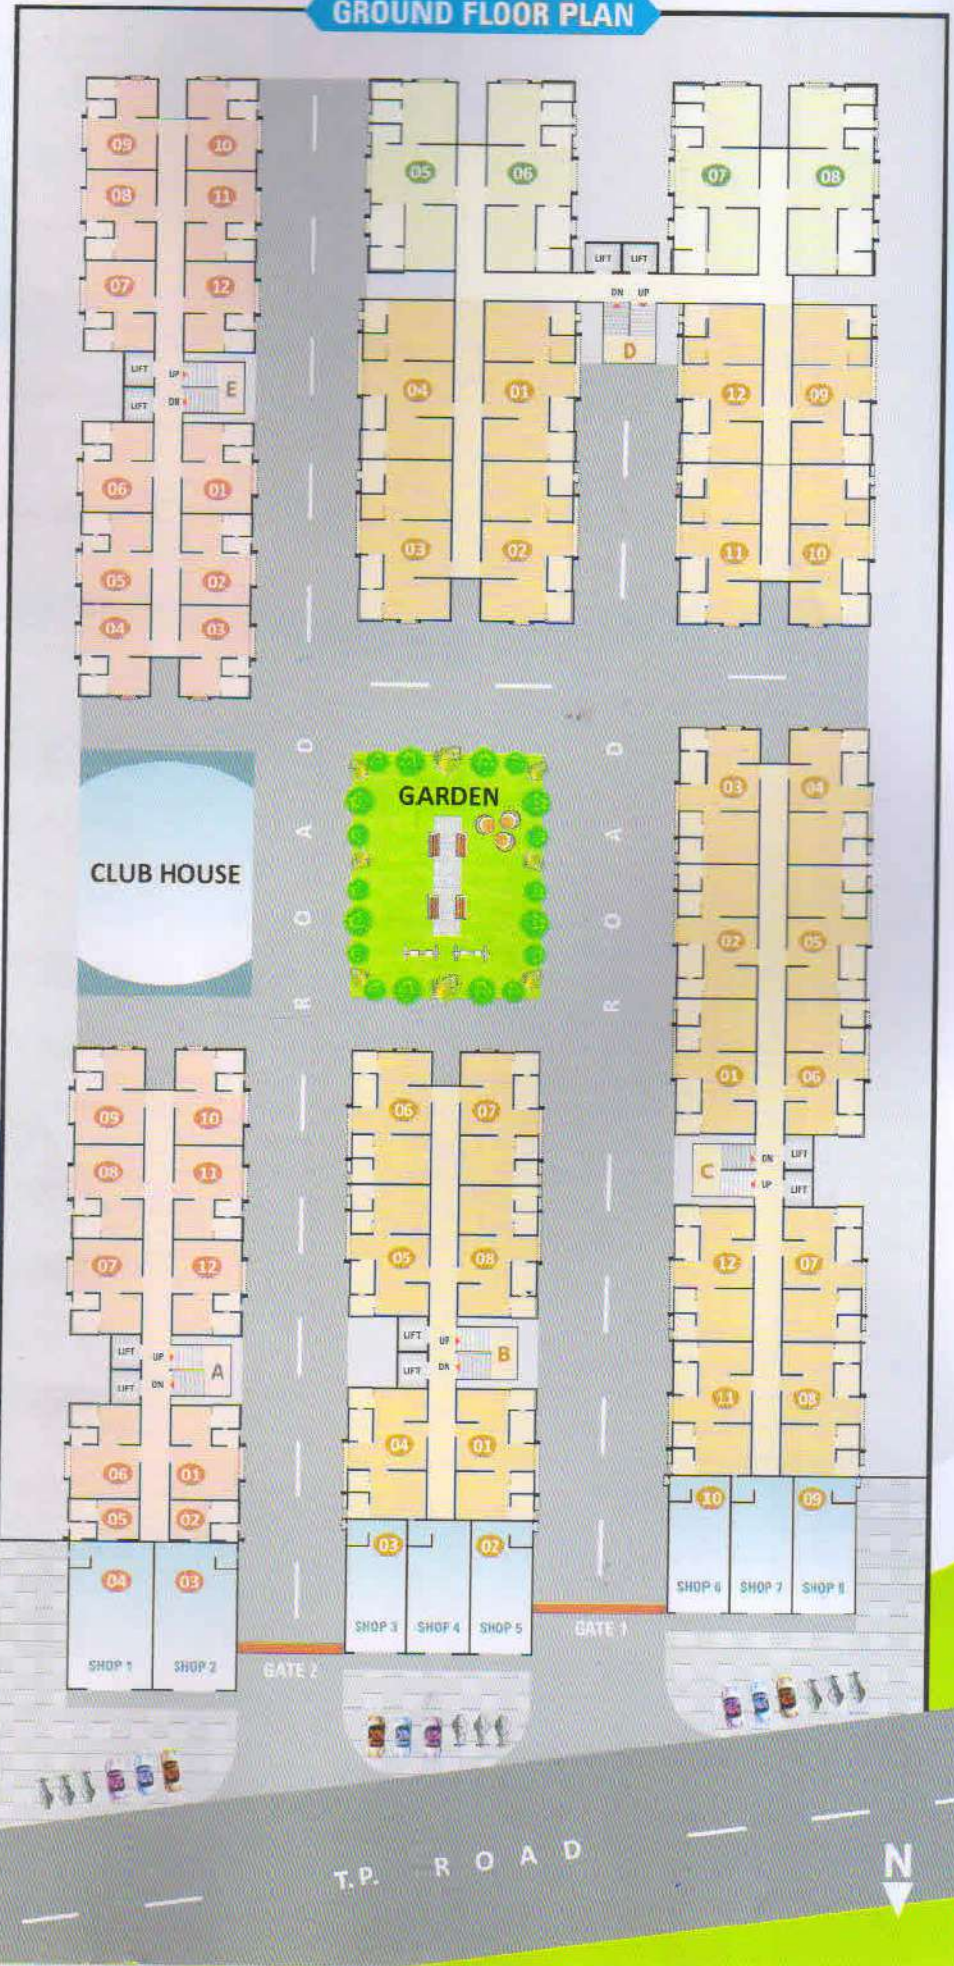 GROUND FLOOR PLAN
09 10
08 11
07 12
LIFT UP E
LIFT DN
06 01
05 02
04 03
05 06
07 08
LIFT LIFT
DN UP
D
04 01
03 02
12 09
11 10
CLUB HOUSE
ROAD
GARDEN
ROAD
03 04
02 05
01 06
C DN LIFT
UP LIFT
12 07
11 08
10 09
SHOP 6 SHOP 7 SHOP 8
09 10
08 11
07 12
LIFT UP A
LIFT DN
06 01
05 02
04 03
SHOP 1 SHOP 2
06 07
05 08
LIFT UP B
LIFT DN
04 01
03 02
SHOP 3 SHOP 4 SHOP 5
GATE 2
GATE 1
T.P. ROAD
N